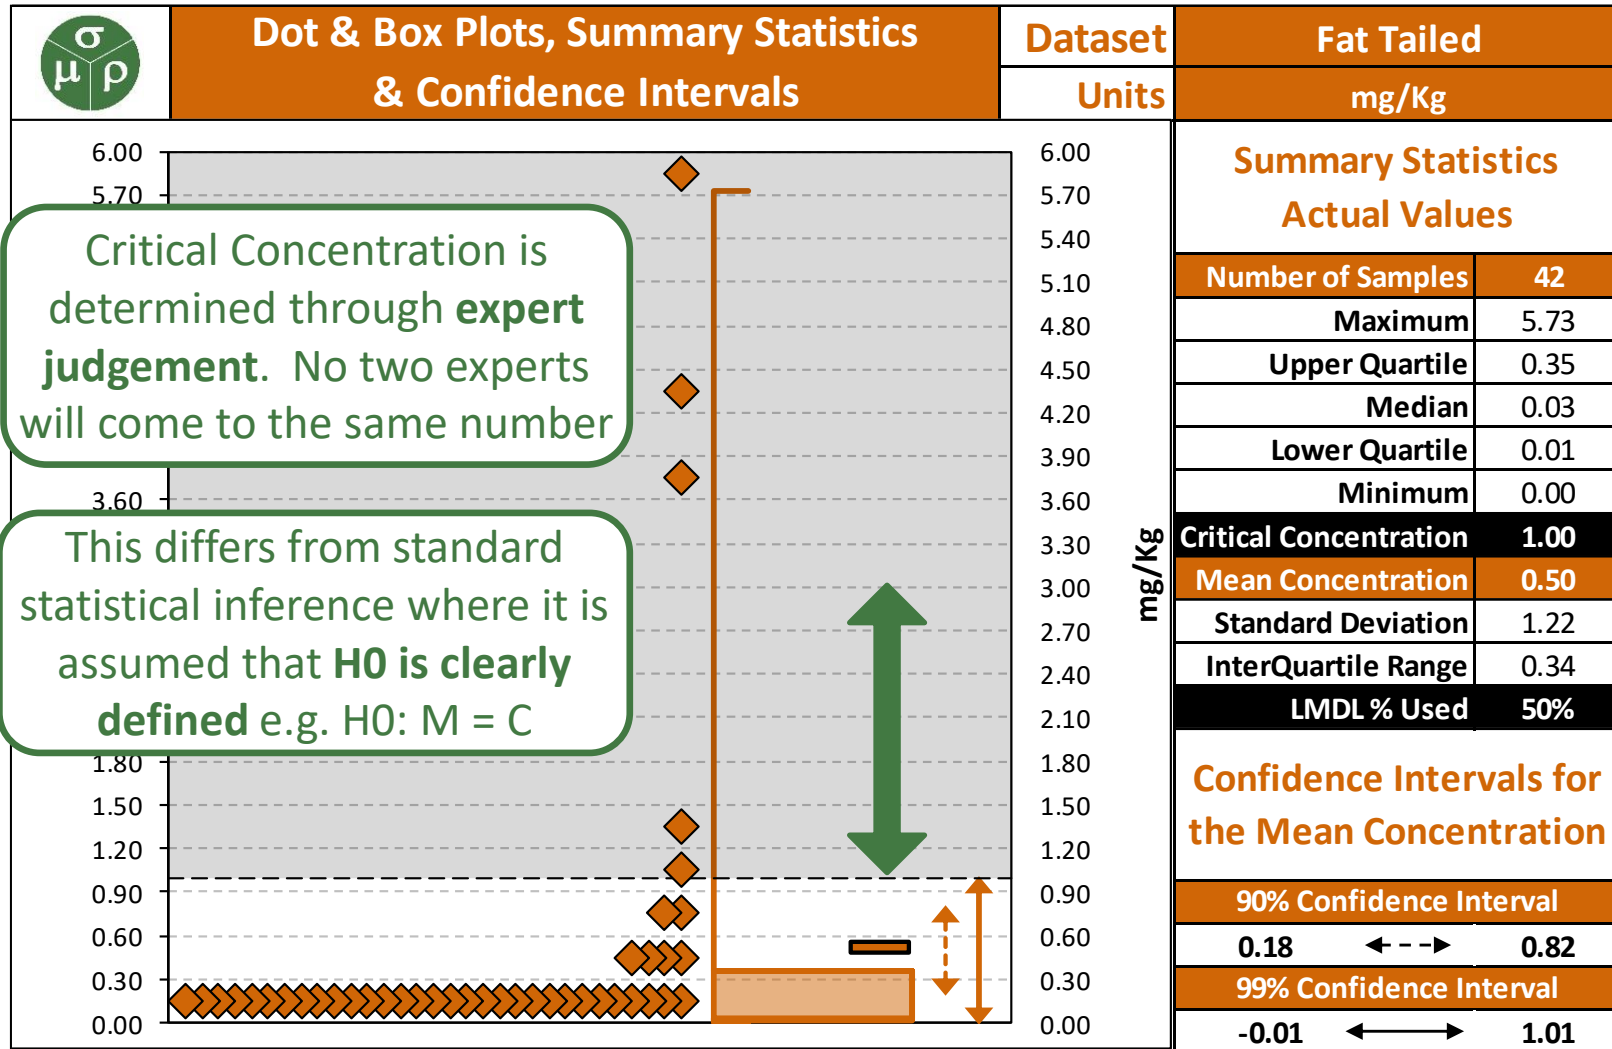 σ
μ ρ
Dot & Box Plots, Summary Statistics
& Confidence Intervals
Dataset
Fat Tailed
Units
mg/Kg
6.00
5.70
3.60
1.80
1.50
1.20
0.90
0.60
0.30
0.00
Critical Concentration is
determined through expert
judgement. No two experts
will come to the same number
This differs from standard
statistical inference where it is
assumed that H0 is clearly
defined e.g. H0: M = C
6.00
5.70
5.40
5.10
4.80
4.50
4.20
3.90
3.60
3.30
3.00
2.70
2.40
2.10
1.80
1.50
1.20
0.90
0.60
0.30
0.00
mg/Kg
Summary Statistics
Actual Values
Number of Samples 42
Maximum 5.73
Upper Quartile 0.35
Median 0.03
Lower Quartile 0.01
Minimum 0.00
Critical Concentration 1.00
Mean Concentration 0.50
Standard Deviation 1.22
InterQuartile Range 0.34
LMDL % Used 50%
Confidence Intervals for
the Mean Concentration
90% Confidence Interval
0.18 0.82
99% Confidence Interval
-0.01 1.01